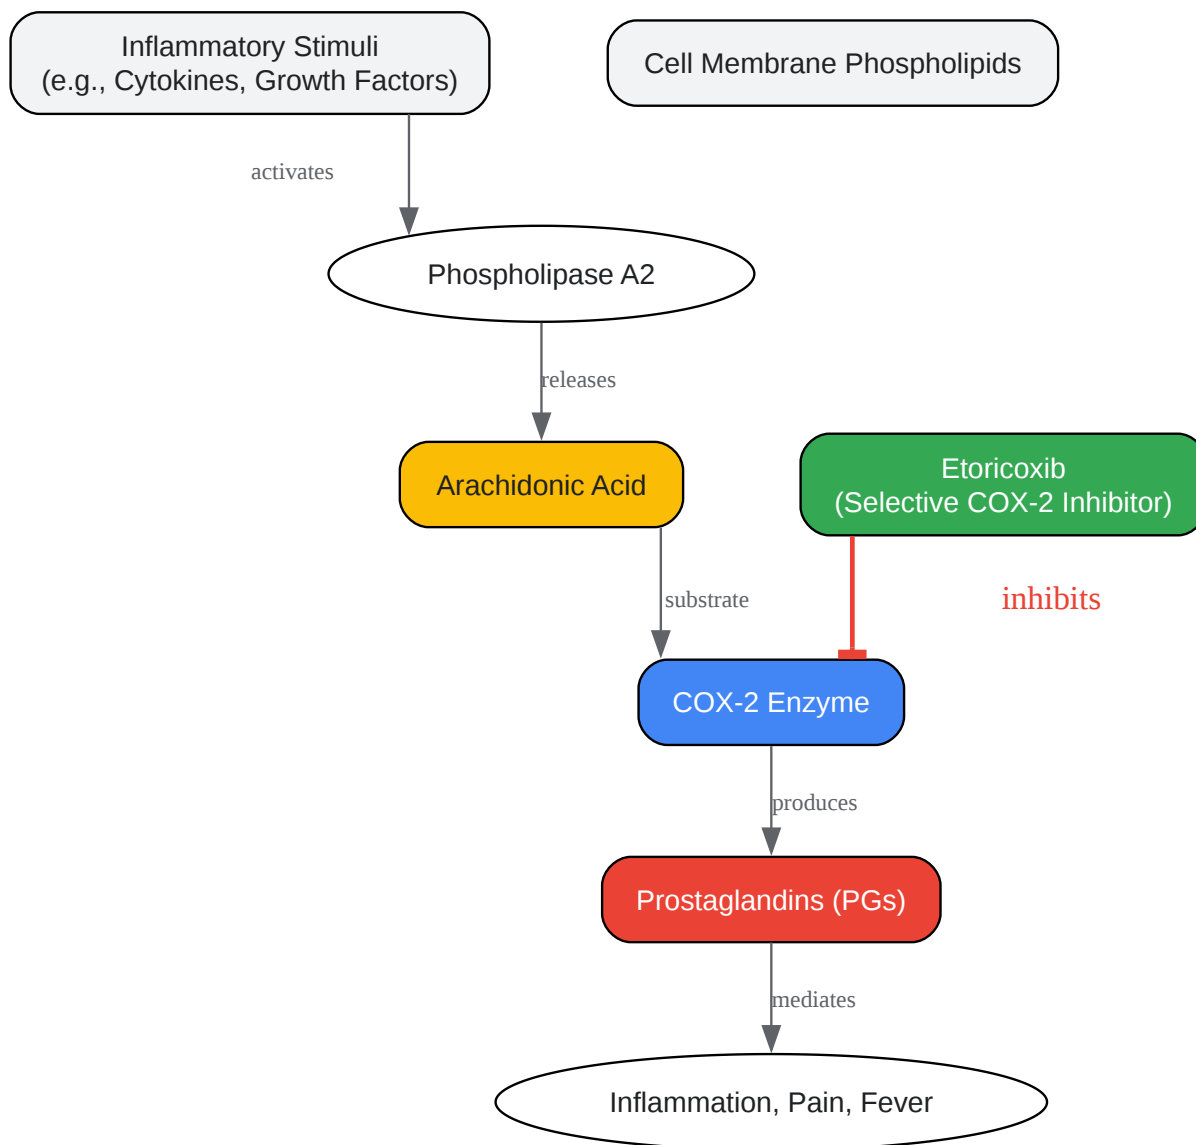 Inflammatory Stimuli
(e.g., Cytokines, Growth Factors)
Cell Membrane Phospholipids
activates
Phospholipase A2
releases
Arachidonic Acid
Etoricoxib
(Selective COX-2 Inhibitor)
substrate
inhibits
COX-2 Enzyme
produces
Prostaglandins (PGs)
mediates
Inflammation, Pain, Fever